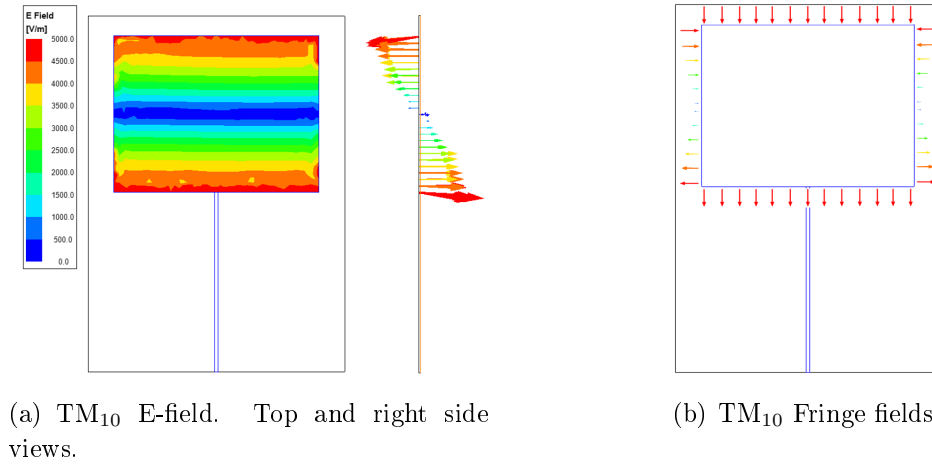 E Field
[V/m]
5000.0
4500.0
4000.0
3500.0
3000.0
2500.0
2000.0
1500.0
1000.0
500.0
0.0
(a) TM₁₀ E-field. Top and right side
views.
(b) TM₁₀ Fringe fields